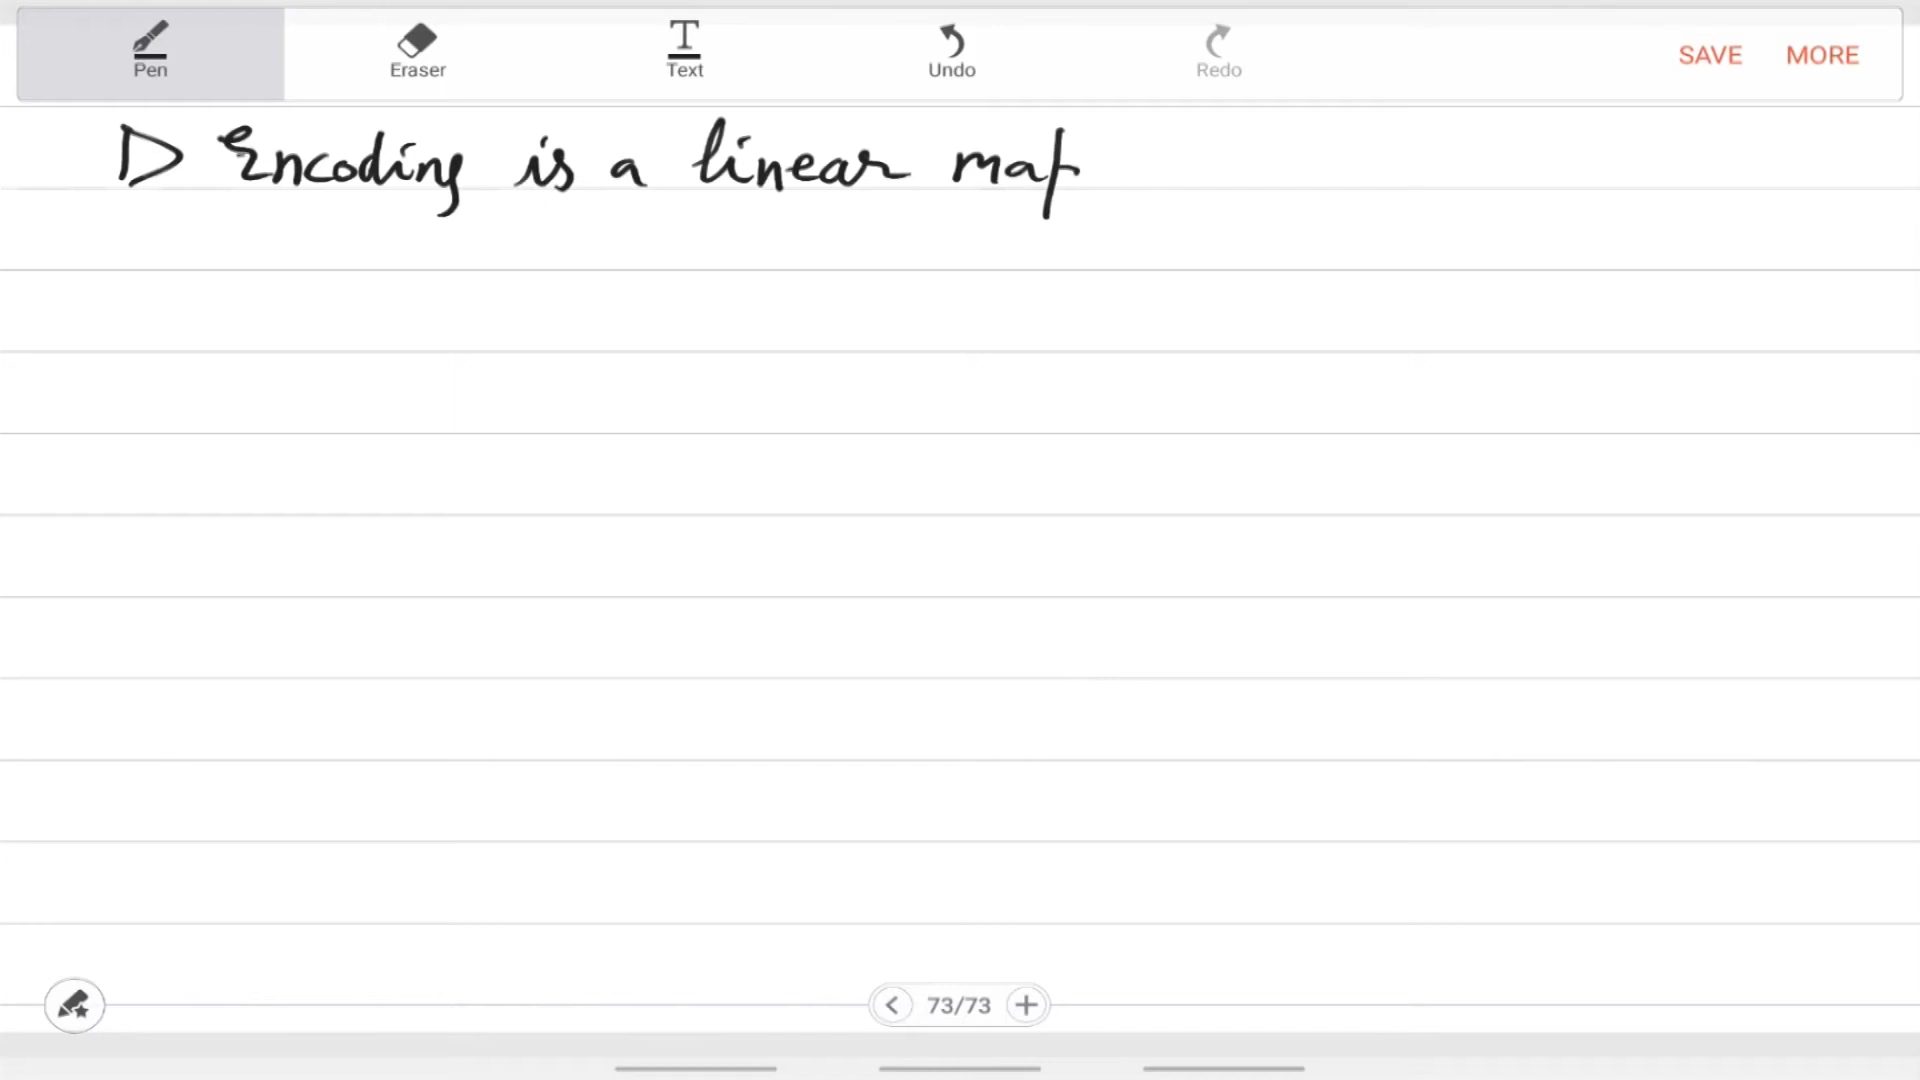 Pen Eraser Text Undo Redo SAVE MORE
▷ Encoding is a linear map
73/73